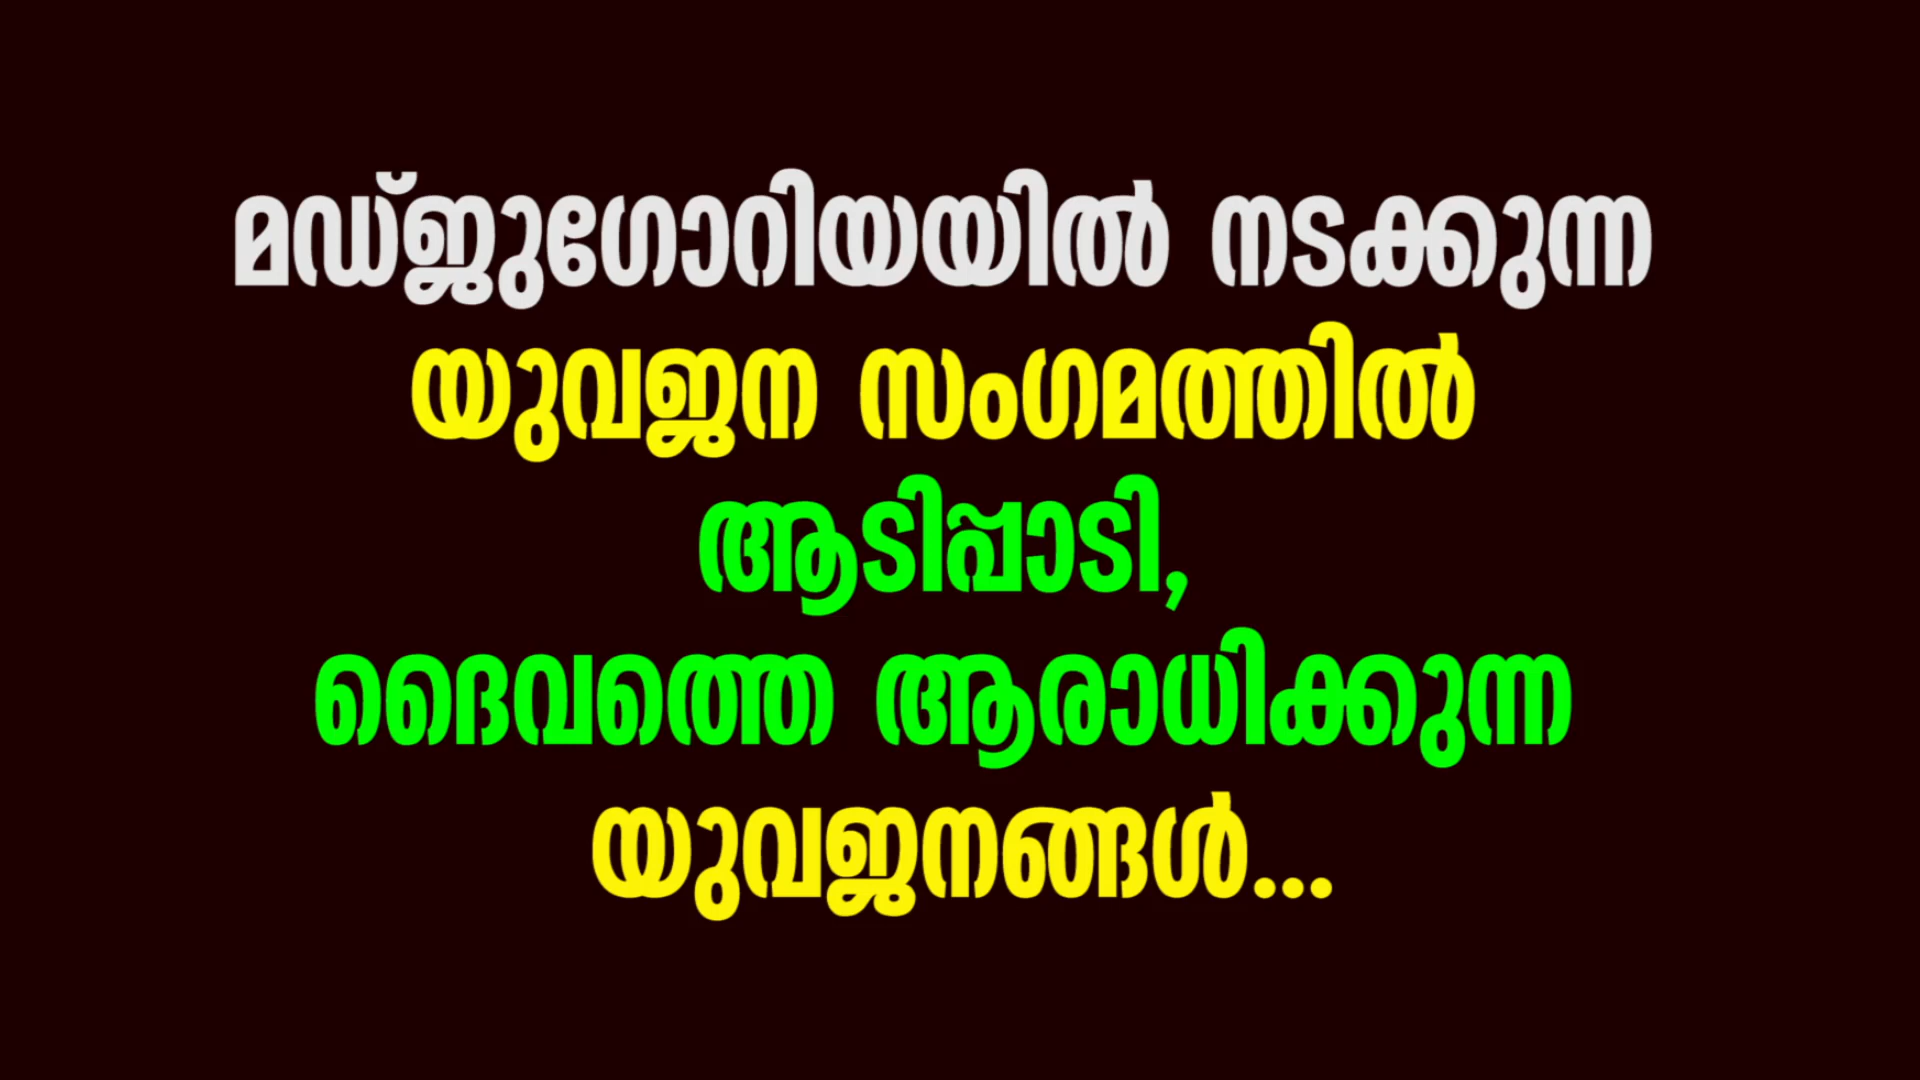 മഡ്ജുഗോറിയയിൽ നടക്കുന്ന
യുവജന സംഗമത്തിൽ
ആടിപ്പാടി,
ദൈവത്തെ ആരാധിക്കുന്ന
യുവജനങ്ങൾ...